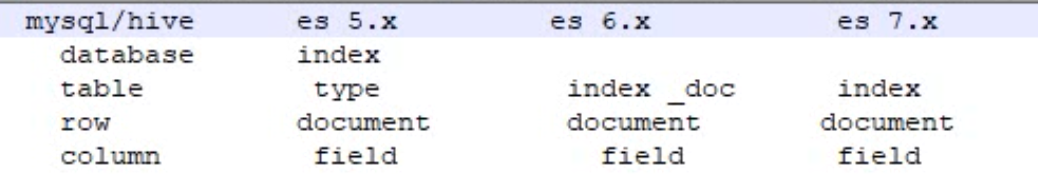 mysql/hive es 5.x es 6.x es 7.x
database index
table type index _doc index
row document document document
column field field field